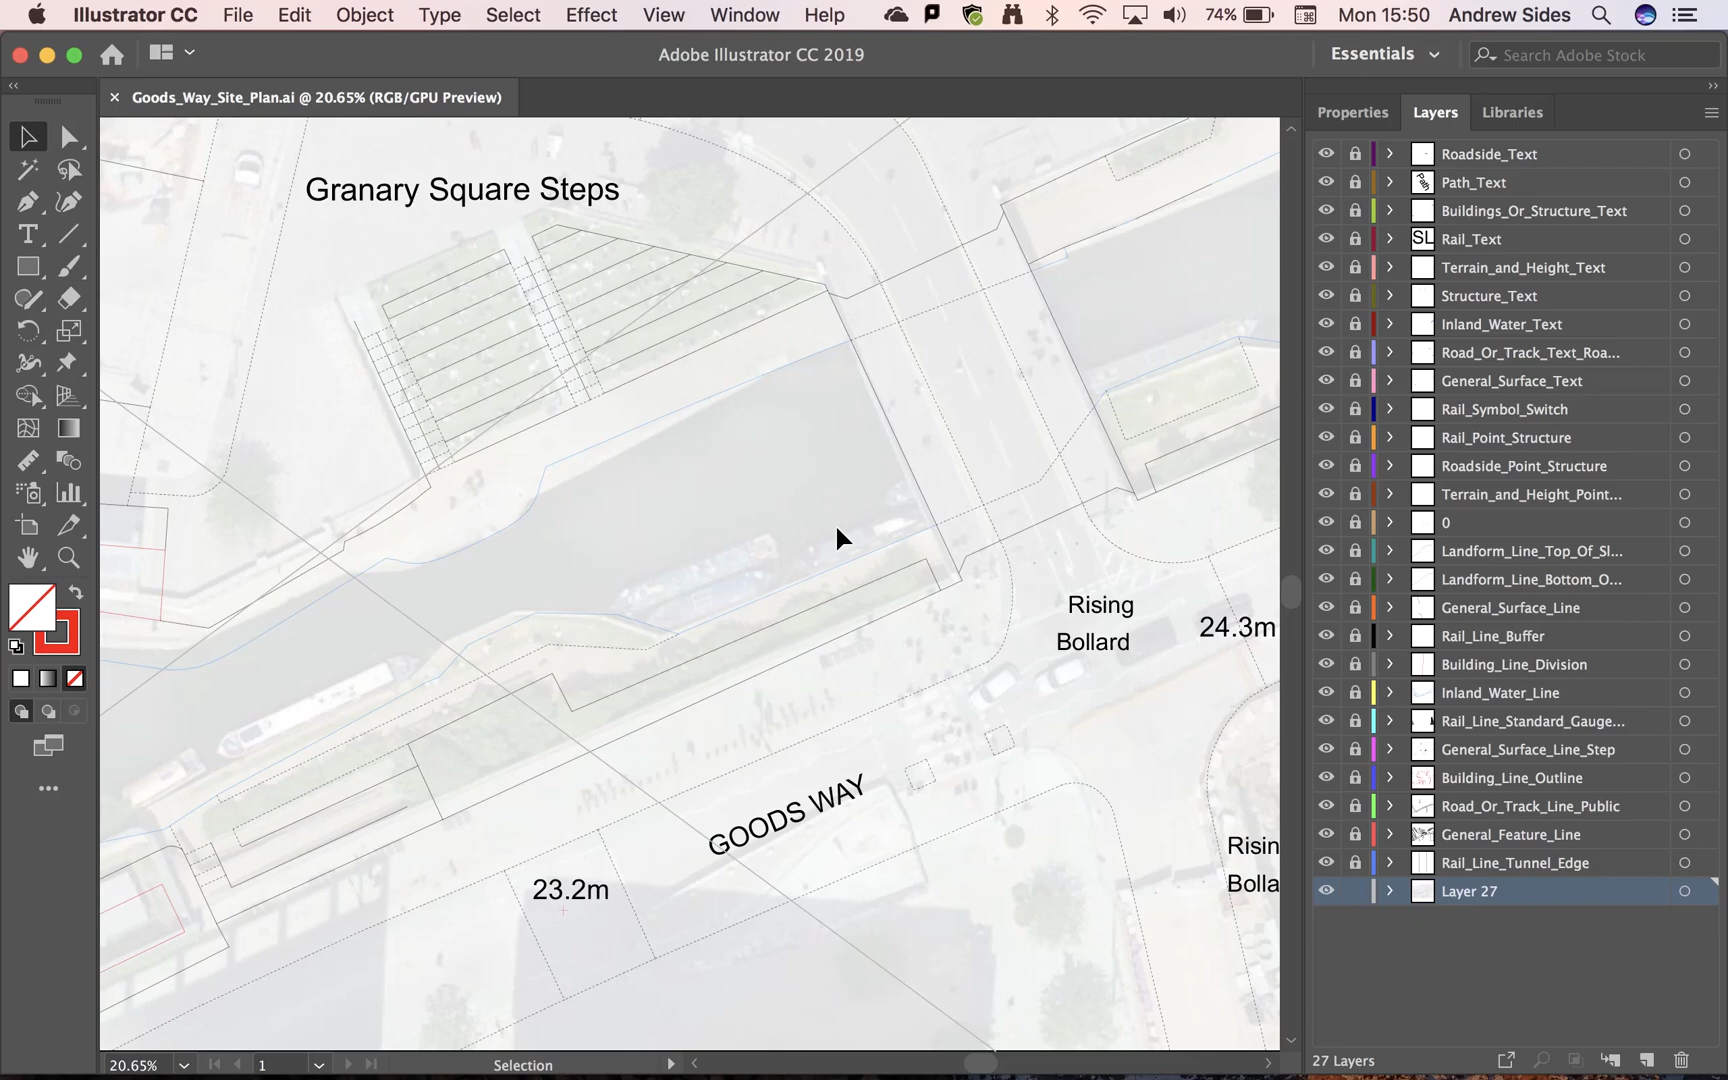 Illustrator CC File Edit Object Type Select Effect View Window Help 74% Mon 15:50 Andrew Sides
Adobe Illustrator CC 2019
Essentials
Search Adobe Stock
Goods_Way_Site_Plan.ai @ 20.65% (RGB/GPU Preview)
Properties Layers Libraries
Granary Square Steps
Rising
Bollard
24.3m
GOODS WAY
Risin
Bolla
23.2m
Roadside_Text
Path_Text
Buildings_Or_Structure_Text
Rail_Text
Terrain_and_Height_Text
Structure_Text
Inland_Water_Text
Road_Or_Track_Text_Roa...
General_Surface_Text
Rail_Symbol_Switch
Rail_Point_Structure
Roadside_Point_Structure
Terrain_and_Height_Point...
0
Landform_Line_Top_Of_Sl...
Landform_Line_Bottom_O...
General_Surface_Line
Rail_Line_Buffer
Building_Line_Division
Inland_Water_Line
Rail_Line_Standard_Gauge...
General_Surface_Line_Step
Building_Line_Outline
Road_Or_Track_Line_Public
General_Feature_Line
Rail_Line_Tunnel_Edge
Layer 27
Path
SL
20.65% 1 Selection
27 Layers